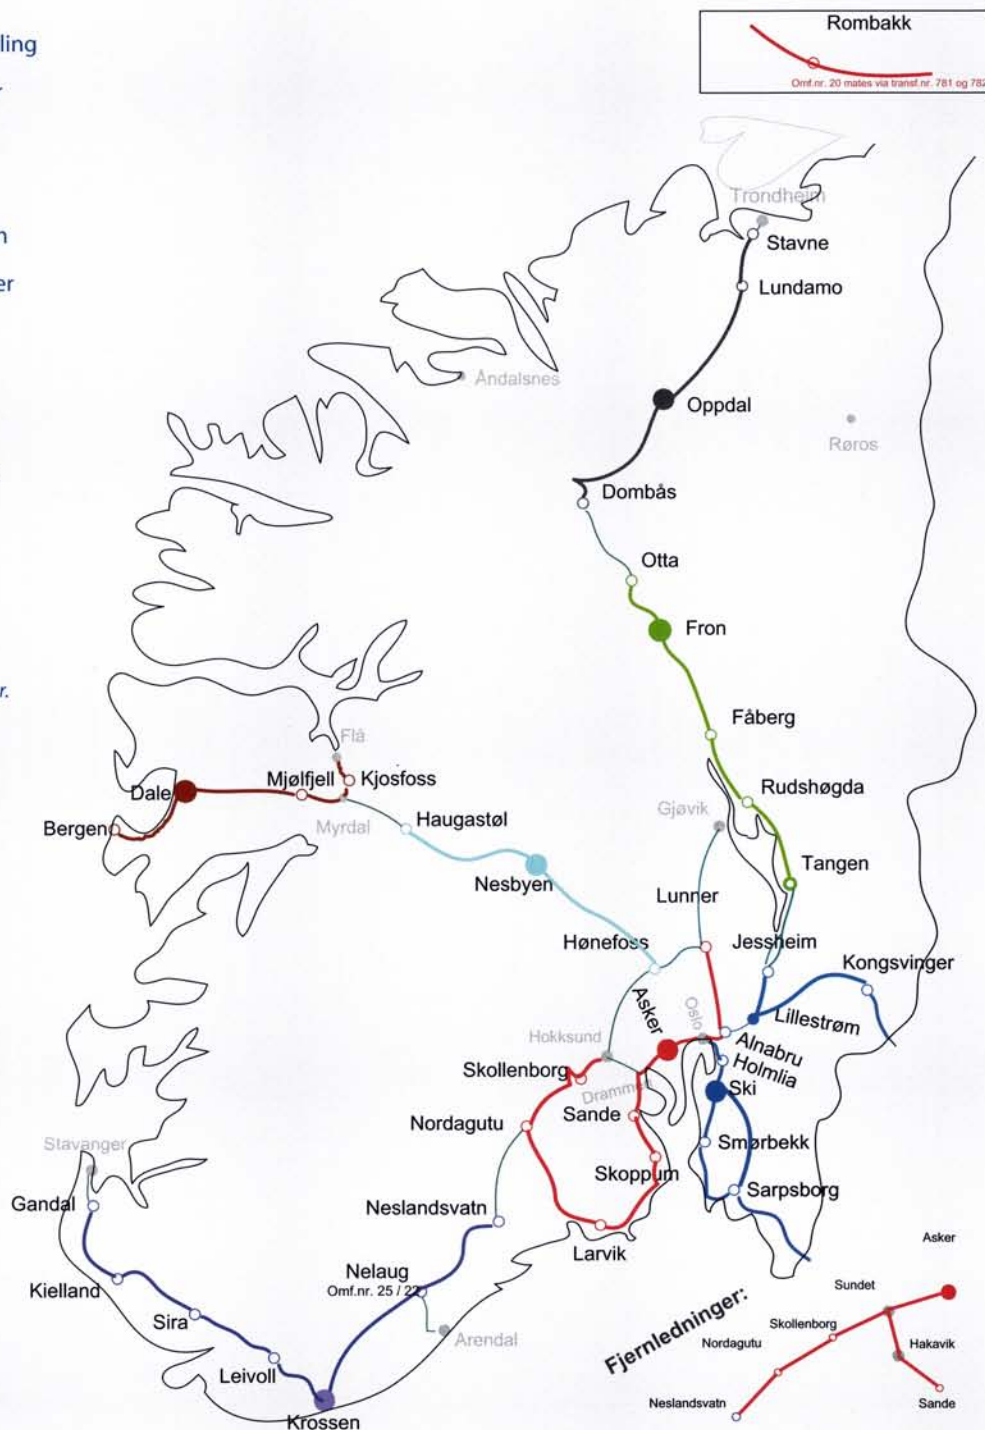 ling
Rombakk
Omf.nr. 20 mates via transf.nr. 781 og 782
Trondheim
Stavne
Lundamo
Åndalsnes
Oppdal
Røros
Dombås
Otta
Fron
r.
Fåberg
Flå
Dale
Mjølfjell
Kjosfoss
Rudshøgda
Bergen
Myrdal
Haugastøl
Gjøvik
Tangen
Nesbyen
Lunner
Hønefoss
Jessheim
Kongsvinger
Asker
Oslo
Lillestrøm
Hokksund
Alnabru
Holmlia
Skollenborg
Drammen
Ski
Nordagutu
Sande
Stavanger
Smørbekk
Skoppum
Gandal
Neslandsvatn
Sarpsborg
Larvik
Kielland
Nelaug
Omf.nr. 25 / 22
Sira
Arendal
Leivoll
Krossen
Fjernledninger:
Asker
Sundet
Skollenborg
Nordagutu
Hakavik
Neslandsvatn
Sande